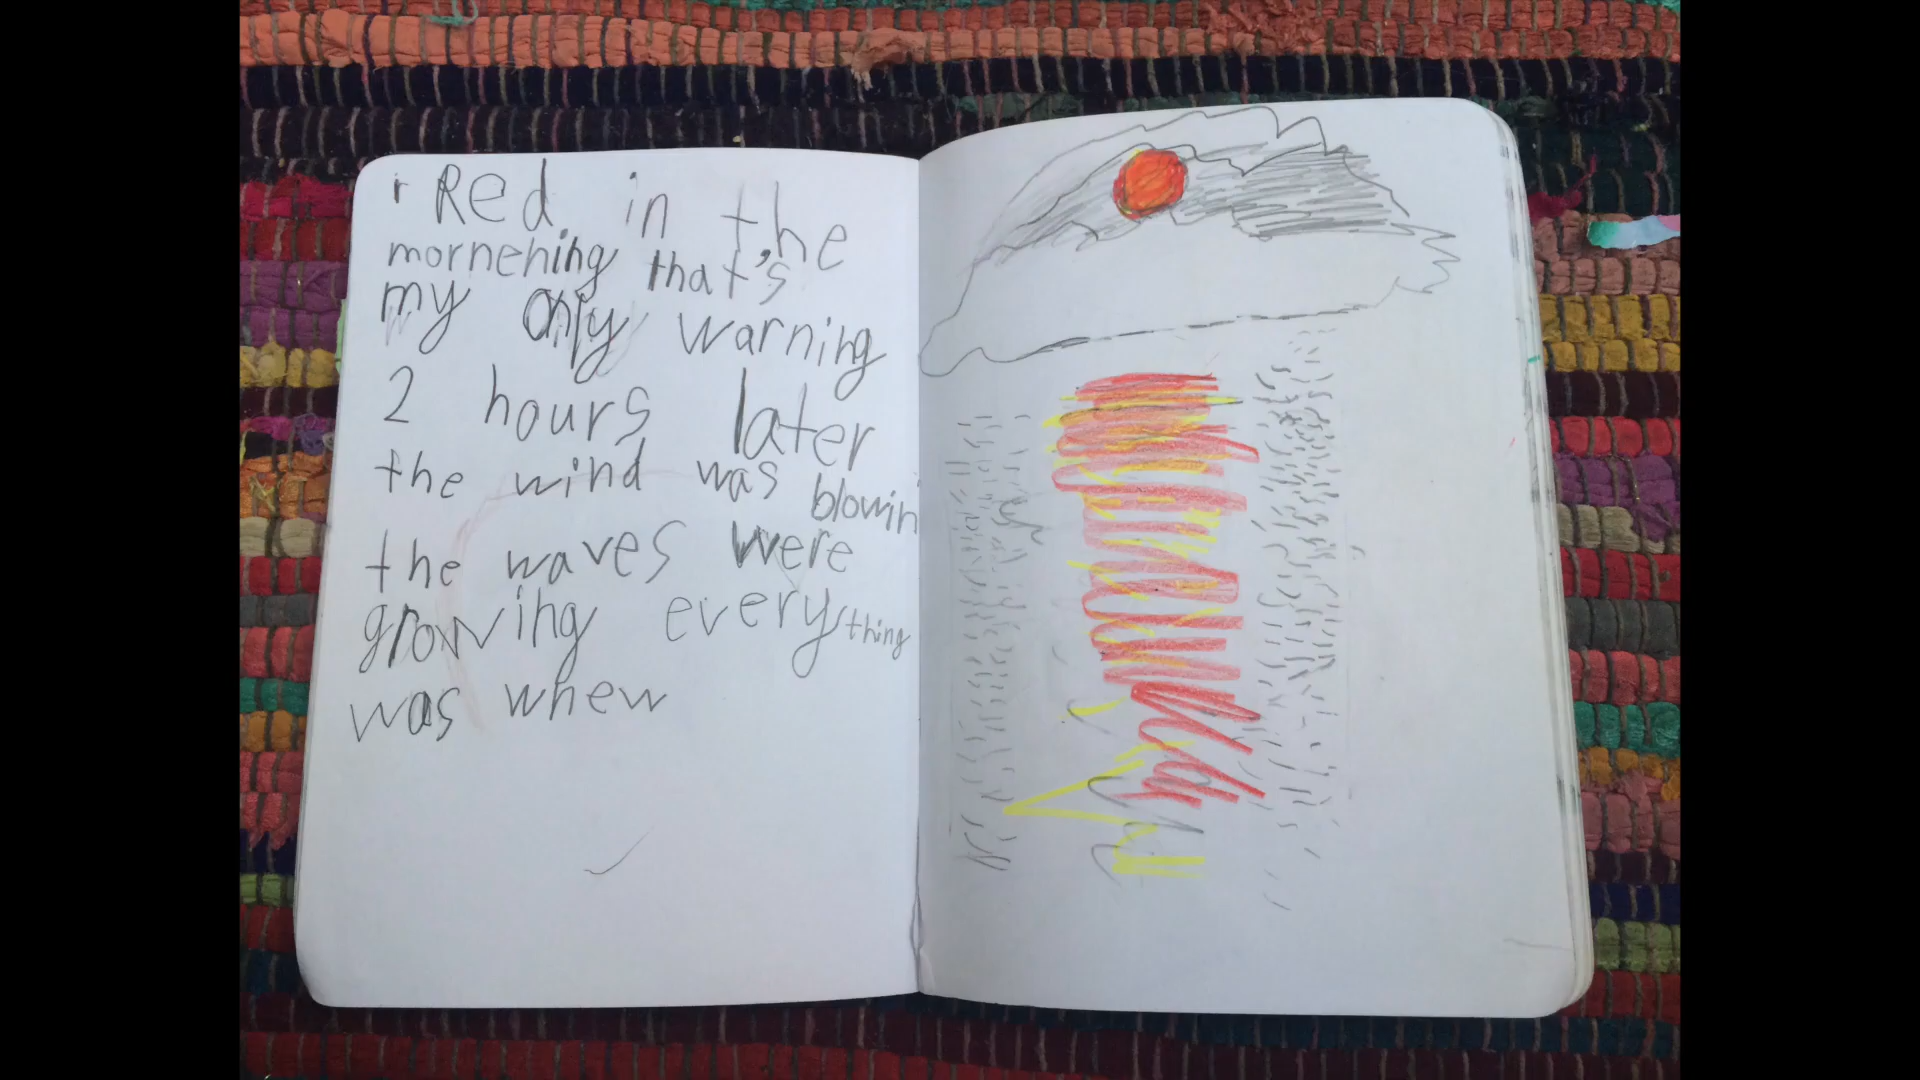 Red in the
mornehing that's
my only warning
2 hours later
the wind was blowin
the waves were
growing everything
was whew